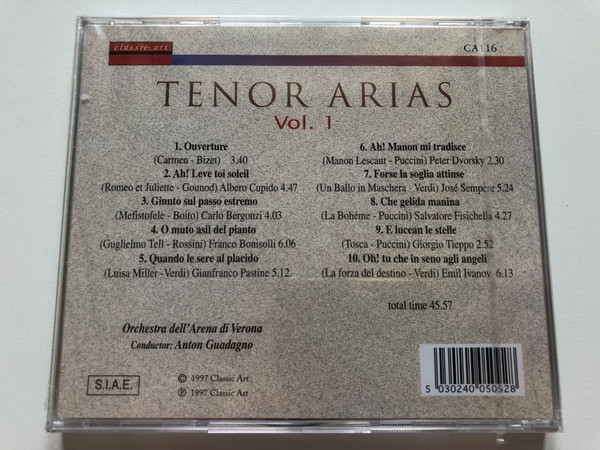 classic-art
CA116
TENOR ARIAS
Vol. 1
1. Ouverture
(Carmen - Bizet) 3.40
2. Ah! Leve toi soleil
(Romeo et Juliette - Gounod) Albero Cupido 4.47
3. Giunto sul passo estremo
(Mefistofele - Boito) Carlo Bergonzi 4.03
4. O muto asil del pianto
(Guglielmo Tell - Rossini) Franco Bonisolli 6.06
5. Quando le sere al placido
(Luisa Miller -Verdi) Gianfranco Pastine 5.12
6. Ah! Manon mi tradisce
(Manon Lescaut - Puccini) Peter Dvorsky 2.30
7. Forse la soglia attinse
(Un Ballo in Maschera - Verdi) José Sempere 5.24
8. Che gelida manina
(La Bohéme - Puccini) Salvatore Fisichella 4.27
9. E lucean le stelle
(Tosca - Puccini) Giorgio Tieppo 2.52
10. Oh! tu che in seno agli angeli
(La forza del destino - Verdi) Emil Ivanov 6.13
total time 45.57
Orchestra dell'Arena di Verona
Conductor: Anton Guadagno
S.I.A.E.
© 1997 Classic Art
℗ 1997 Classic Art
5 030240 050928